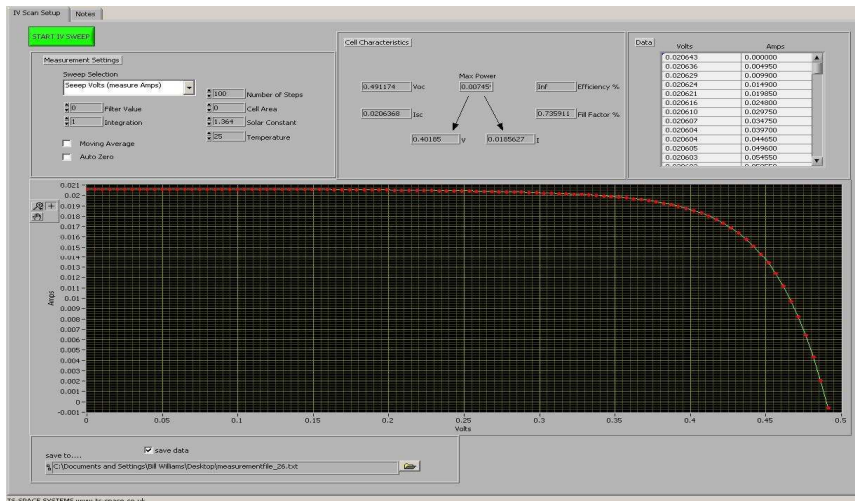 IV Scan Setup
Notes
START IV SWEEP
Measurement Settings
Sweep Selection
Seeep Volts (measure Amps)
0 Filter Value
1 Integration
Moving Average
Auto Zero
100 Number of Steps
0 Cell Area
1.364 Solar Constant
25 Temperature
Cell Characteristics
0.491174 Voc
0.0206368 Isc
Max Power
0.00745
0.40185 V
0.0185627 I
Inf Efficiency %
0.735911 Fill Factor %
Data
Volts Amps
0.020643 0.000000
0.020636 0.004950
0.020629 0.009900
0.020624 0.014900
0.020621 0.019850
0.020616 0.024800
0.020610 0.029750
0.020607 0.034750
0.020604 0.039700
0.020604 0.044650
0.020605 0.049600
0.020603 0.054550
0.021
0.02
0.019
0.018
0.017
0.016
0.015
0.014
0.013
0.012
0.011
0.01
0.009
0.008
0.007
0.006
0.005
0.004
0.003
0.002
0.001
0
-0.001
Amps
0 0.05 0.1 0.15 0.2 0.25 0.3 0.35 0.4 0.45 0.5
Volts
save data
save to....
C:\Documents and Settings\Bill Williams\Desktop\measurementfile_26.txt